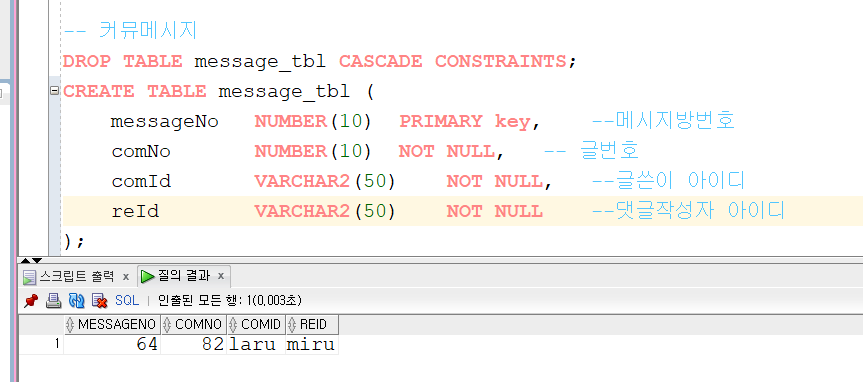 -- 커뮤메시지
DROP TABLE message_tbl CASCADE CONSTRAINTS;
CREATE TABLE message_tbl (
messageNo NUMBER(10) PRIMARY key, --메시지방번호
comNo NUMBER(10) NOT NULL, -- 글번호
comId VARCHAR2(50) NOT NULL, --글쓴이 아이디
reId VARCHAR2(50) NOT NULL --댓글작성자 아이디
);
스크립트 출력 x 질의 결과 x
SQL | 인출된 모든 행: 1(0,003초)
MESSAGENO COMNO COMID REID
1 64 82 laru miru